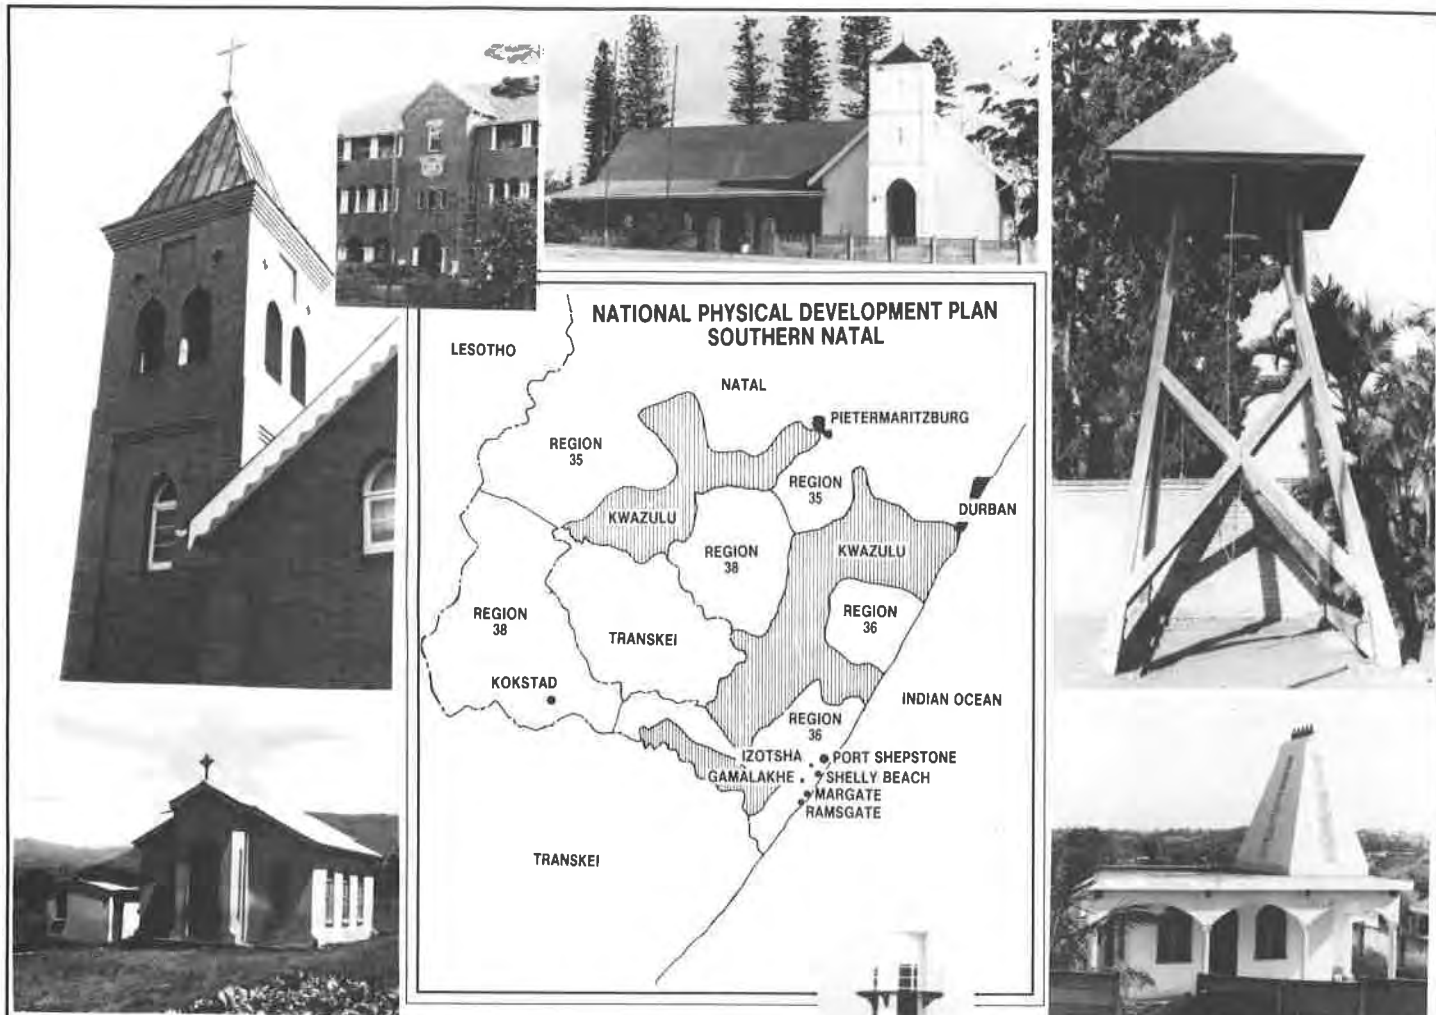 NATIONAL PHYSICAL DEVELOPMENT PLAN
SOUTHERN NATAL
LESOTHO
NATAL
PIETERMARITZBURG
REGION
35
REGION
35
DURBAN
KWAZULU
KWAZULU
REGION
38
REGION
36
REGION
38
TRANSKEI
KOKSTAD
INDIAN OCEAN
REGION
36
IZOTSHA
PORT SHEPSTONE
GAMALAKHE
SHELLY BEACH
MARGATE
RAMSGATE
TRANSKEI